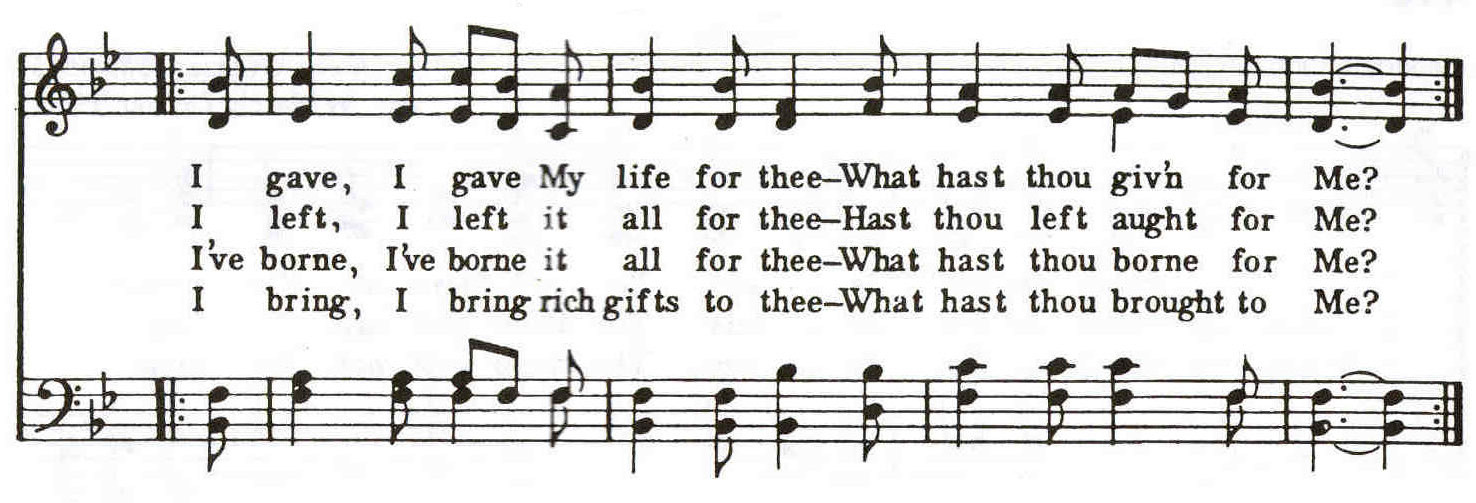 I gave, I gave My life for thee—What hast thou giv'n for Me?
I left, I left it all for thee—Hast thou left aught for Me?
I've borne, I've borne it all for thee—What hast thou borne for Me?
I bring, I bring rich gifts to thee—What hast thou brought to Me?